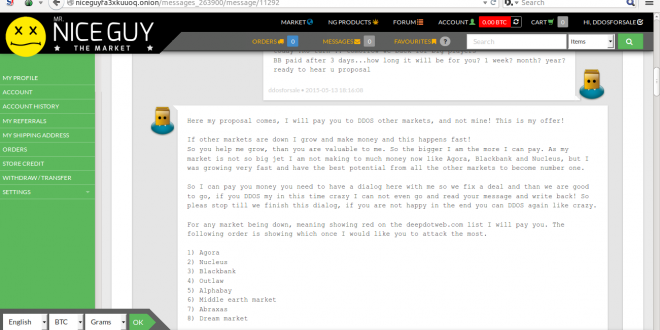 niceguyfa3xkuuoq.onion/messages_263900/message/11292
Search
MR.
NICE GUY
THE MARKET
MARKET
NG PRODUCTS
FORUM
ACCOUNT
0.00 BTC
CART
0
HI, DDOSFORSALE
ORDERS
0
MESSAGES
0
FAVOURITES
?
Search
Items
MY PROFILE
ACCOUNT
ACCOUNT HISTORY
MY REFERRALS
MY SHIPPING ADDRESS
ORDERS
STORE CREDIT
WITHDRAW / TRANSFER
SETTINGS
BB paid after 3 days...how long it will be for you? 1 week? month? year?
ready to hear u proposal
Here my proposal comes, I will pay you to DDOS other markets, and not mine! This is my offer!
If other markets are down I grow and make money and this happens fast!
So you help me grow, than you are valuable to me. So the bigger I am the more I can pay. As my
market is not so big jet I am not making to much money now like Agora, Blackbank and Nucleus, but I
was growing very fast and have the best potential from all the other markets to become number one.
So I can pay you money you need to have a dialog here with me so we fix a deal and than we are good
to go, if you DDOS my in this time crazy I can not even go and read your message and write back! So
pleas stop till we finish this dialog, if you are not happy in the end you can DDOS again like crazy.
For any market being down, meaning showing red on the deepdotweb.com list I will pay you. The
following order is showing which once I would like you to attack the most.
1) Agora
2) Nucleus
3) Blackbank
4) Outlaw
5) Alphabay
6) Middle earth market
7) Abraxas
8) Dream market
English
BTC
Grams
OK